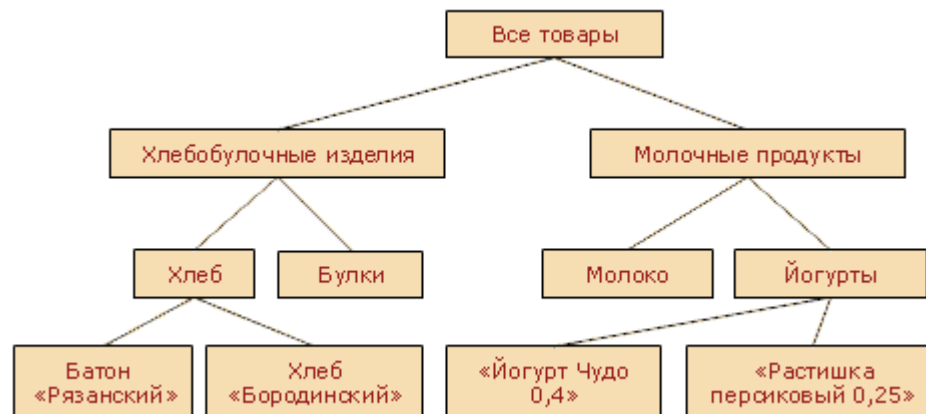 Все товары
Хлебобулочные изделия
Молочные продукты
Хлеб
Булки
Молоко
Йогурты
Батон
«Рязанский»
Хлеб
«Бородинский»
«Йогурт Чудо
0,4»
«Растишка
персиковый 0,25»